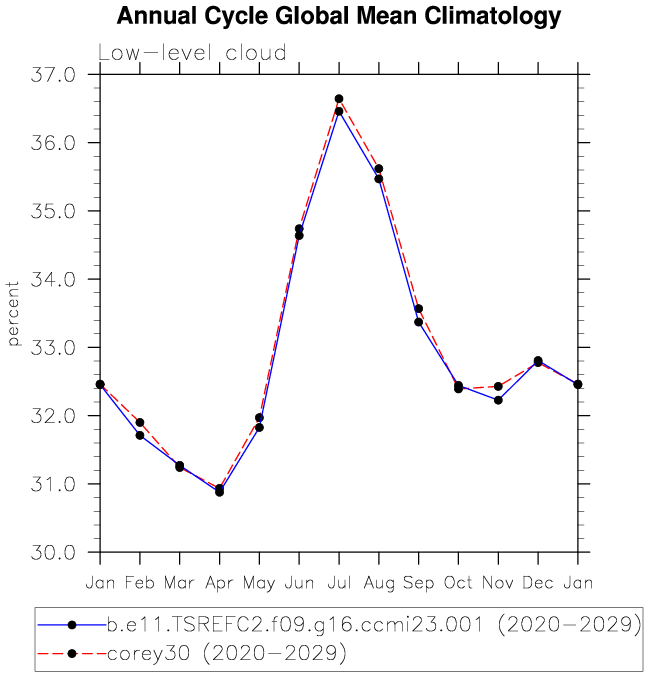 Annual Cycle Global Mean Climatology
Low-level cloud
37.0
36.0
35.0
34.0
33.0
32.0
31.0
30.0
percent
Jan Feb Mar Apr May Jun Jul Aug Sep Oct Nov Dec Jan
b.e11.TSREFC2.f09.g16.ccmi23.001 (2020-2029)
corey30 (2020-2029)